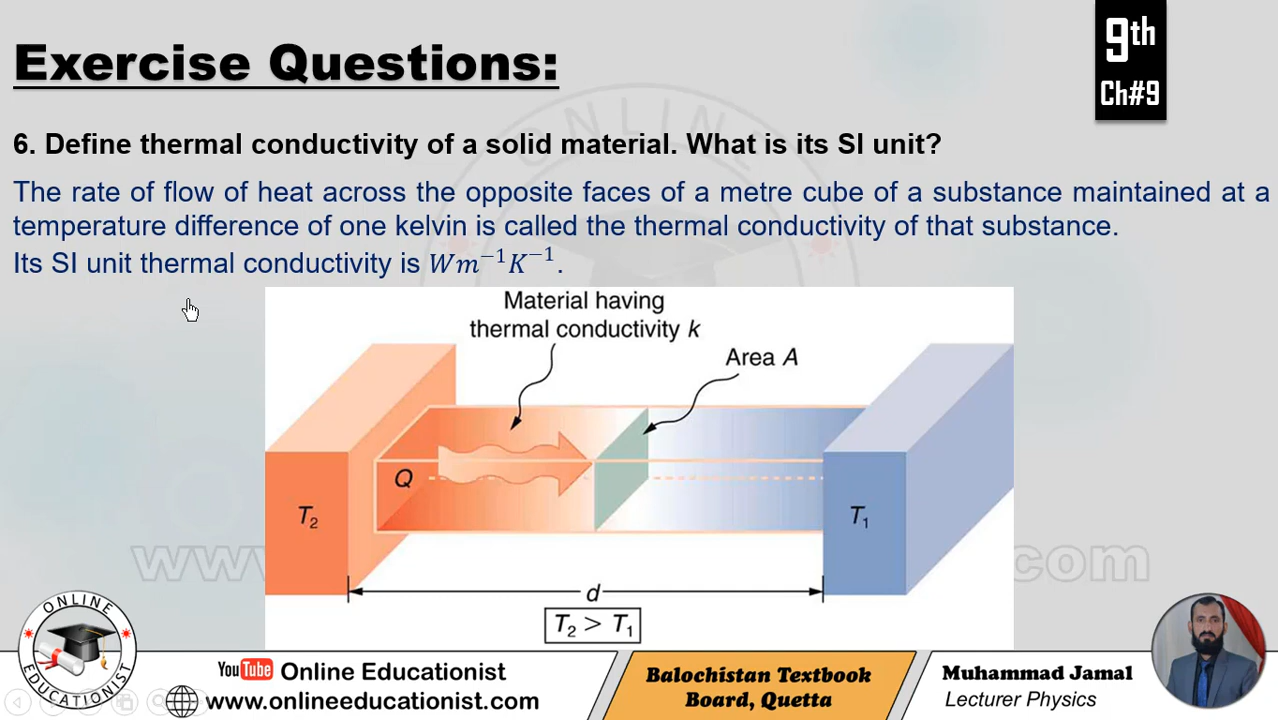 Exercise Questions:
9th
Ch#9
6. Define thermal conductivity of a solid material. What is its SI unit?
The rate of flow of heat across the opposite faces of a metre cube of a substance maintained at a
temperature difference of one kelvin is called the thermal conductivity of that substance.
Its SI unit thermal conductivity is Wm⁻¹K⁻¹.
Material having
thermal conductivity k
Area A
Q
T₂
T₁
d
T₂ > T₁
ONLINE
EDUCATIONIST
YouTube Online Educationist
www.onlineeducationist.com
Balochistan Textbook
Board, Quetta
Muhammad Jamal
Lecturer Physics